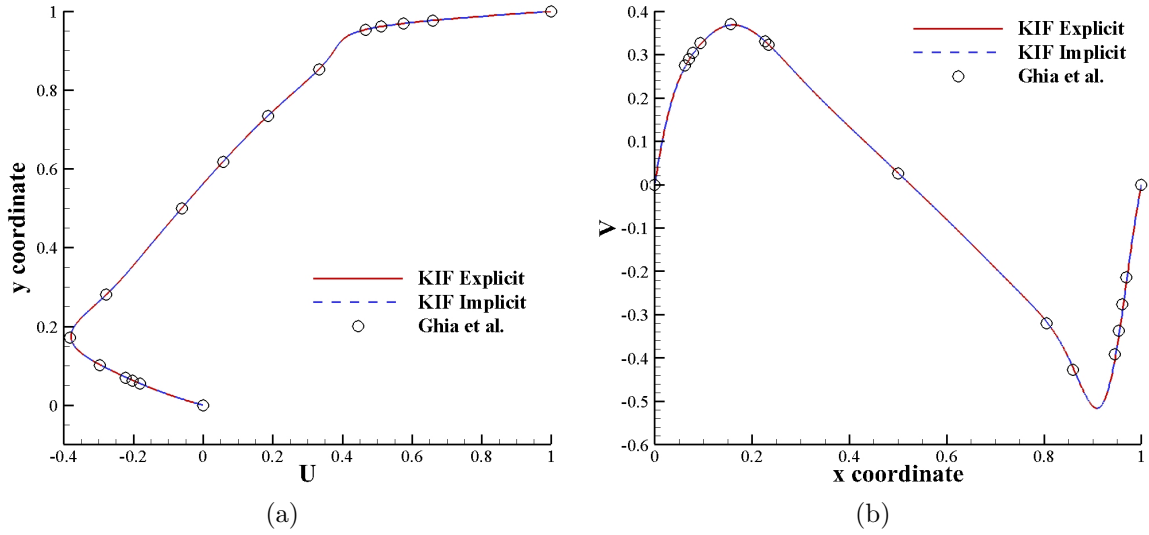 y coordinate
1
0.8
0.6
0.4
0.2
0
-0.4
-0.2
0
0.2
0.4
0.6
0.8
1
U
KIF Explicit
KIF Implicit
Ghia et al.
(a)
V
0.4
0.3
0.2
0.1
0
-0.1
-0.2
-0.3
-0.4
-0.5
-0.6
0
0.2
0.4
0.6
0.8
1
x coordinate
KIF Explicit
KIF Implicit
Ghia et al.
(b)